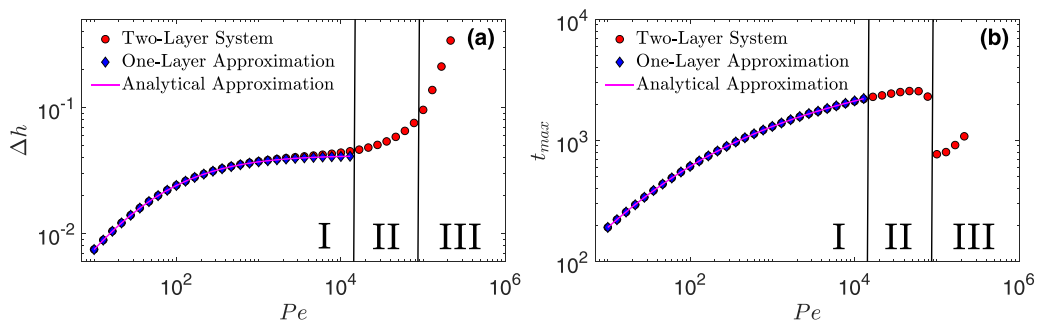 Two-Layer System
One-Layer Approximation
Analytical Approximation
(a)
Δh
10^-1
10^-2
I II III
10^2 10^4 10^6
Pe
Two-Layer System
One-Layer Approximation
Analytical Approximation
(b)
t_max
10^4
10^3
10^2
I II III
10^2 10^4 10^6
Pe